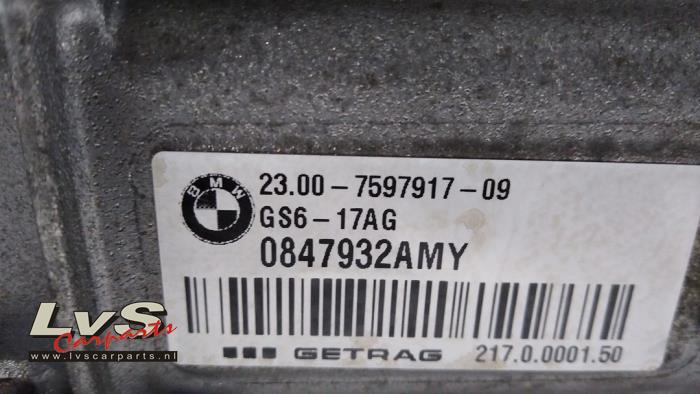 BMW
23.00-7597917-09
GS6-17AG
0847932AMY
GETRAG 217.0.0001.50
LvS
Carparts
www.lvscarparts.nl